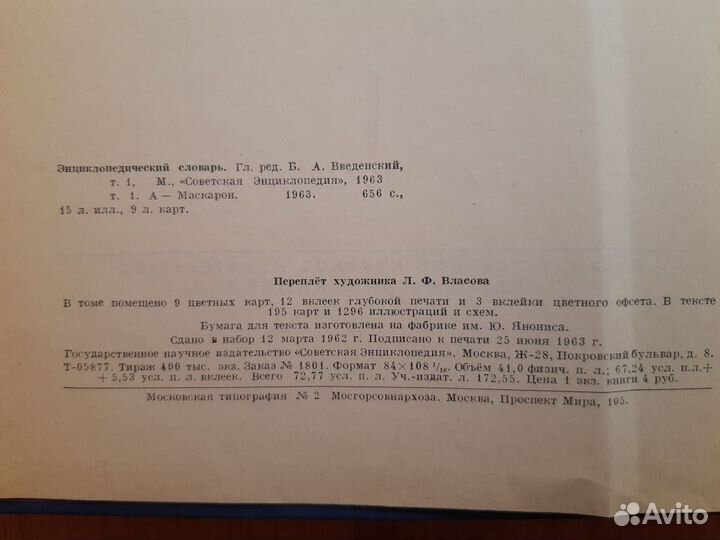 Энциклопедический словарь. Гл. ред. Б. А. Введенский,
т. 1, М., «Советская Энциклопедия», 1963
т. 1. А — Маскарон. 1963. 656 с.,
15 л. илл., 9 л. карт.
Переплёт художника Л. Ф. Власова
В томе помещено 9 цветных карт, 12 вклеек глубокой печати и 3 вклейки цветного офсета. В тексте
195 карт и 1296 иллюстраций и схем.
Бумага для текста изготовлена на фабрике им. Ю. Янониса.
Сдано в набор 12 марта 1962 г. Подписано к печати 25 июня 1963 г.
Государственное научное издательство «Советская Энциклопедия». Москва, Ж-28, Покровский бульвар, д. 8.
Т-05877. Тираж 400 тыс. экз. Заказ № 1801. Формат 84×108 1/16. Объём 41,0 физич. п. л.; 67,24 усл. п.л.+
+ 5,53 усл. п. л. вклеек. Всего 72,77 усл. п. л. Уч.-издат. л. 172,55. Цена 1 экз. книги 4 руб.
Московская типография № 2 Мосгорсовнархоза. Москва, Проспект Мира, 105.
Avito